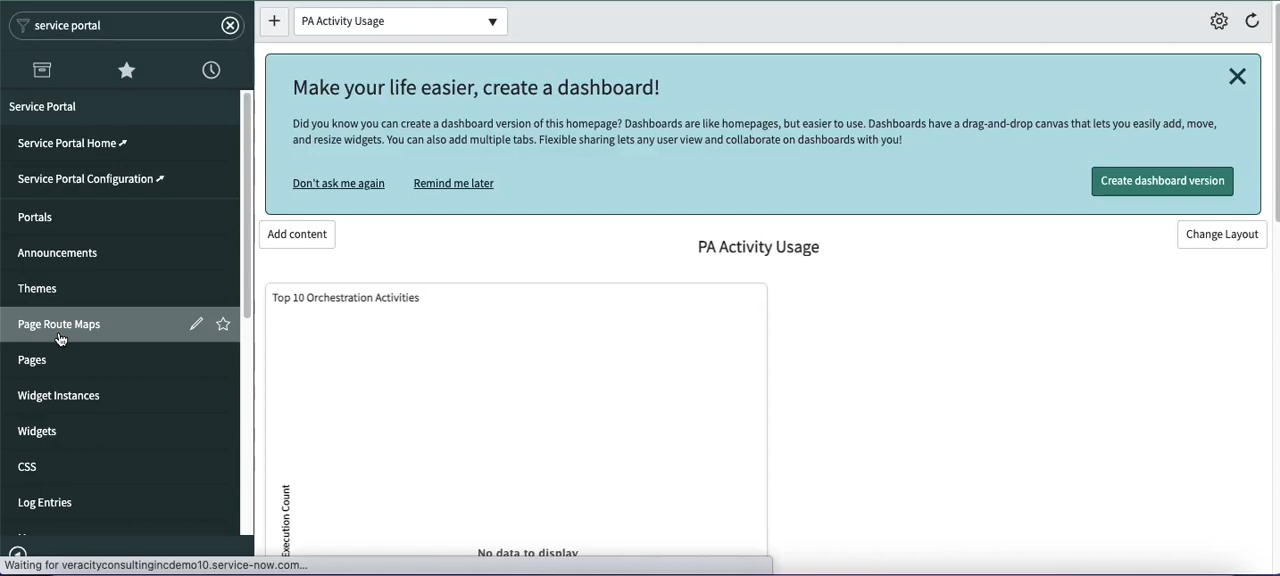 service portal
PA Activity Usage
Service Portal
Service Portal Home
Service Portal Configuration
Portals
Announcements
Themes
Page Route Maps
Pages
Widget Instances
Widgets
CSS
Log Entries
Make your life easier, create a dashboard!
Did you know you can create a dashboard version of this homepage? Dashboards are like homepages, but easier to use. Dashboards have a drag-and-drop canvas that lets you easily add, move,
and resize widgets. You can also add multiple tabs. Flexible sharing lets any user view and collaborate on dashboards with you!
Don't ask me again
Remind me later
Create dashboard version
Add content
PA Activity Usage
Change Layout
Top 10 Orchestration Activities
Execution Count
No data to display
Waiting for veracityconsultingincdemo10.service-now.com...